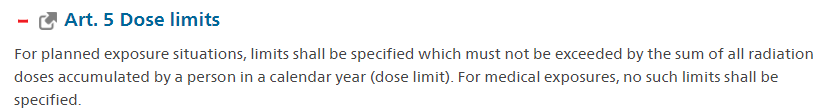 Art. 5 Dose limits
For planned exposure situations, limits shall be specified which must not be exceeded by the sum of all radiation
doses accumulated by a person in a calendar year (dose limit). For medical exposures, no such limits shall be
specified.